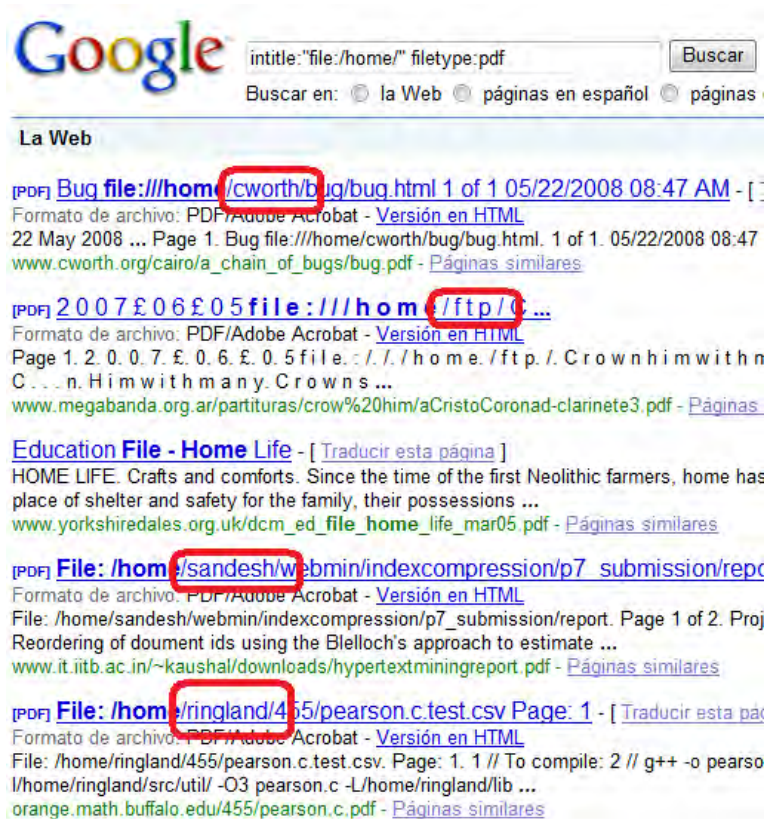 Google intitle:"file:/home/" filetype:pdf Buscar
Buscar en: la Web páginas en español páginas
La Web
[PDF] Bug file:///home/cworth/bug/bug.html 1 of 1 05/22/2008 08:47 AM - [
Formato de archivo: PDF/Adobe Acrobat - Versión en HTML
22 May 2008 ... Page 1. Bug file:///home/cworth/bug/bug.html. 1 of 1. 05/22/2008 08:47
www.cworth.org/cairo/a_chain_of_bugs/bug.pdf - Páginas similares
[PDF] 2 0 0 7 £ 0 6 £ 0 5 f i l e : / / / h o m e / f t p / C ...
Formato de archivo: PDF/Adobe Acrobat - Versión en HTML
Page 1. 2. 0. 0. 7. £. 0. 6. £. 0. 5 f i l e. : /. /. / h o m e. / f t p. /. C r o w n h i m w i t h m
C . . . n. H i m w i t h m a n y. C r o w n s ...
www.megabanda.org.ar/partituras/crow%20him/aCristoCoronad-clarinete3.pdf - Páginas
Education File - Home Life - [ Traducir esta página ]
HOME LIFE. Crafts and comforts. Since the time of the first Neolithic farmers, home has
place of shelter and safety for the family, their possessions ...
www.yorkshiredales.org.uk/dcm_ed_file_home_life_mar05.pdf - Páginas similares
[PDF] File: /home/sandesh/webmin/indexcompression/p7_submission/repo
Formato de archivo: PDF/Adobe Acrobat - Versión en HTML
File: /home/sandesh/webmin/indexcompression/p7_submission/report. Page 1 of 2. Proj
Reordering of doument ids using the Blelloch's approach to estimate ...
www.it.iitb.ac.in/~kaushal/downloads/hypertextminingreport.pdf - Páginas similares
[PDF] File: /home/ringland/455/pearson.c.test.csv Page: 1 - [ Traducir esta pá
Formato de archivo: PDF/Adobe Acrobat - Versión en HTML
File: /home/ringland/455/pearson.c.test.csv. Page: 1. 1 // To compile: 2 // g++ -o pearso
I/home/ringland/src/util/ -O3 pearson.c -L/home/ringland/lib ...
orange.math.buffalo.edu/455/pearson.c.pdf - Páginas similares